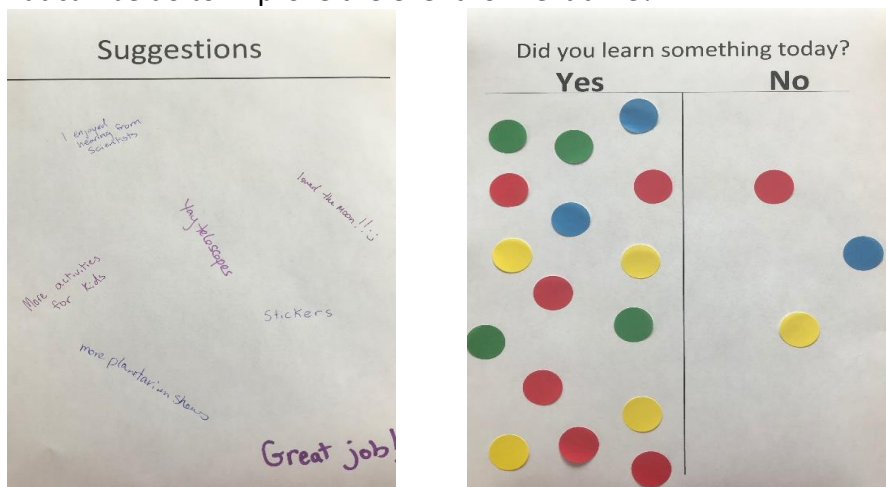 Suggestions
I enjoyed
hearing from
scientists
loved the Moon!! :)
Yay telescopes
More activities
for kids
Stickers
more planetarium shows
Great job!
Did you learn something today?
Yes No